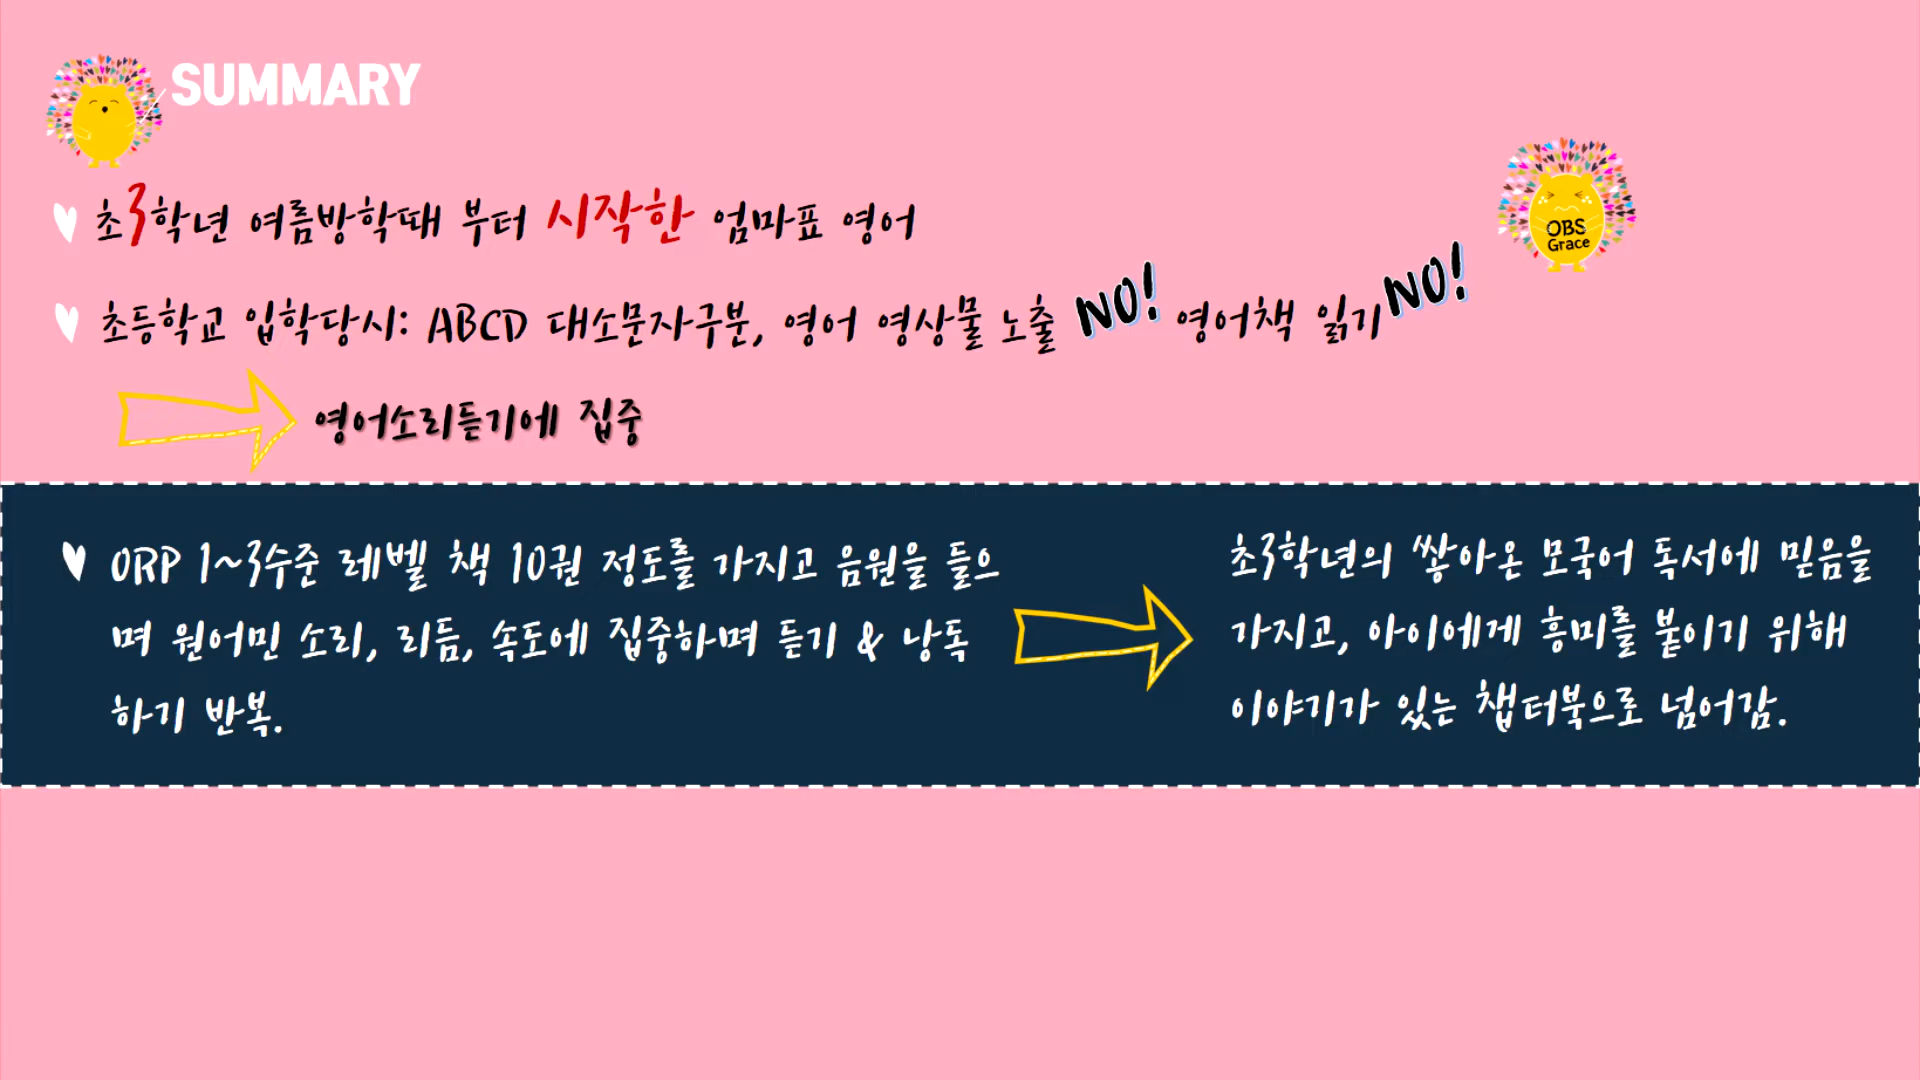 SUMMARY
초3학년 여름방학때 부터 시작한 엄마표 영어
OBS
Grace
초등학교 입학당시: ABCD 대소문자구분, 영어 영상물 노출 NO! 영어책 읽기NO!
영어소리듣기에 집중
ORP 1~3수준 레벨 책 10권 정도를 가지고 음원을 들으
며 원어민 소리, 리듬, 속도에 집중하며 듣기 & 낭독
하기 반복.
초3학년의 쌓아온 모국어 독서에 믿음을
가지고, 아이에게 흥미를 붙이기 위해
이야기가 있는 챕터북으로 넘어감.